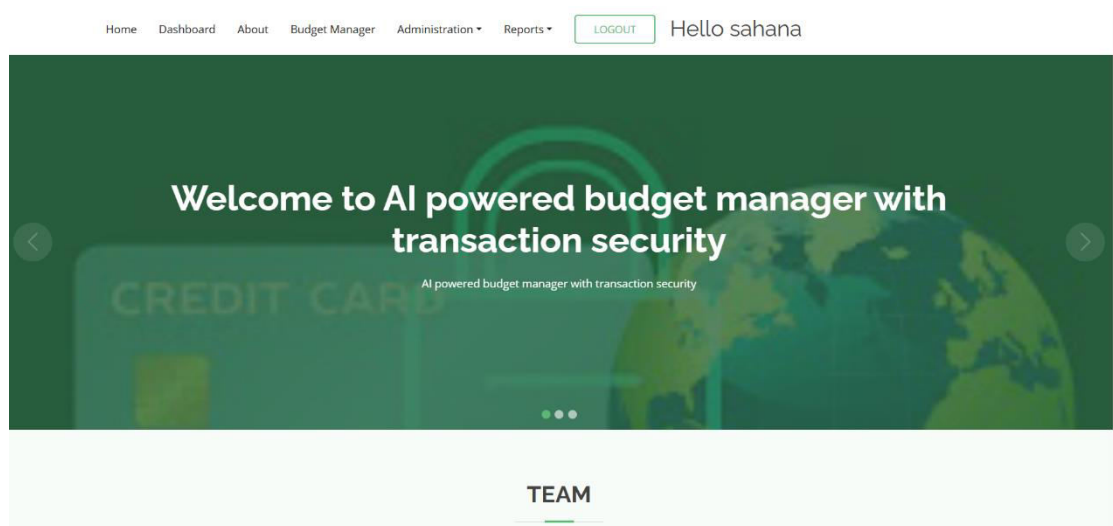 Home Dashboard About Budget Manager Administration Reports LOGOUT Hello sahana
Welcome to AI powered budget manager with
transaction security
AI powered budget manager with transaction security
CREDIT CARD
TEAM